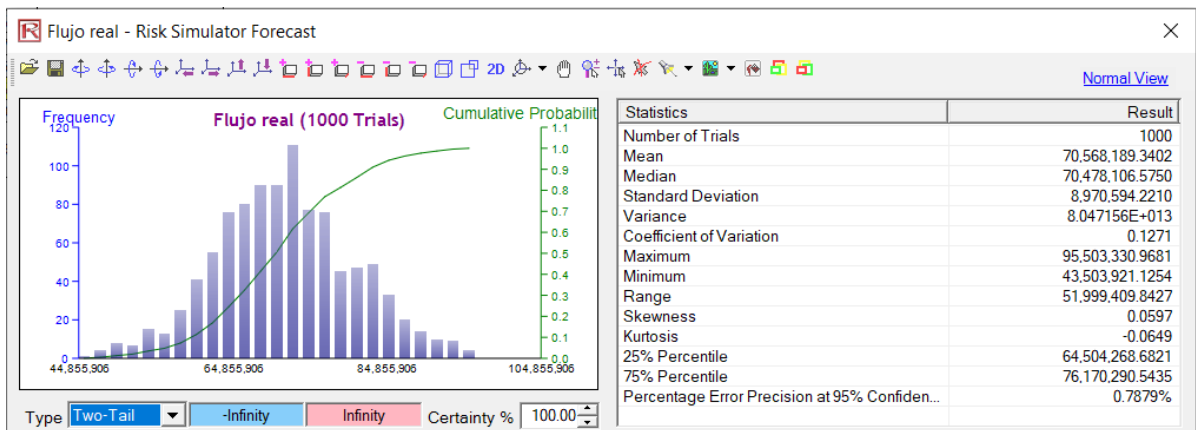 Flujo real - Risk Simulator Forecast
2D
Normal View
Frequency
Flujo real (1000 Trials)
Cumulative Probabilit
120
100
80
60
40
20
0
1.1
1.0
0.9
0.8
0.7
0.6
0.5
0.4
0.3
0.2
0.1
0.0
44,855,906 64,855,906 84,855,906 104,855,906
Type Two-Tail -Infinity Infinity Certainty % 100.00
Statistics Result
Number of Trials 1000
Mean 70,568,189.3402
Median 70,478,106.5750
Standard Deviation 8,970,594.2210
Variance 8.047156E+013
Coefficient of Variation 0.1271
Maximum 95,503,330.9681
Minimum 43,503,921.1254
Range 51,999,409.8427
Skewness 0.0597
Kurtosis -0.0649
25% Percentile 64,504,268.6821
75% Percentile 76,170,290.5435
Percentage Error Precision at 95% Confiden... 0.7879%